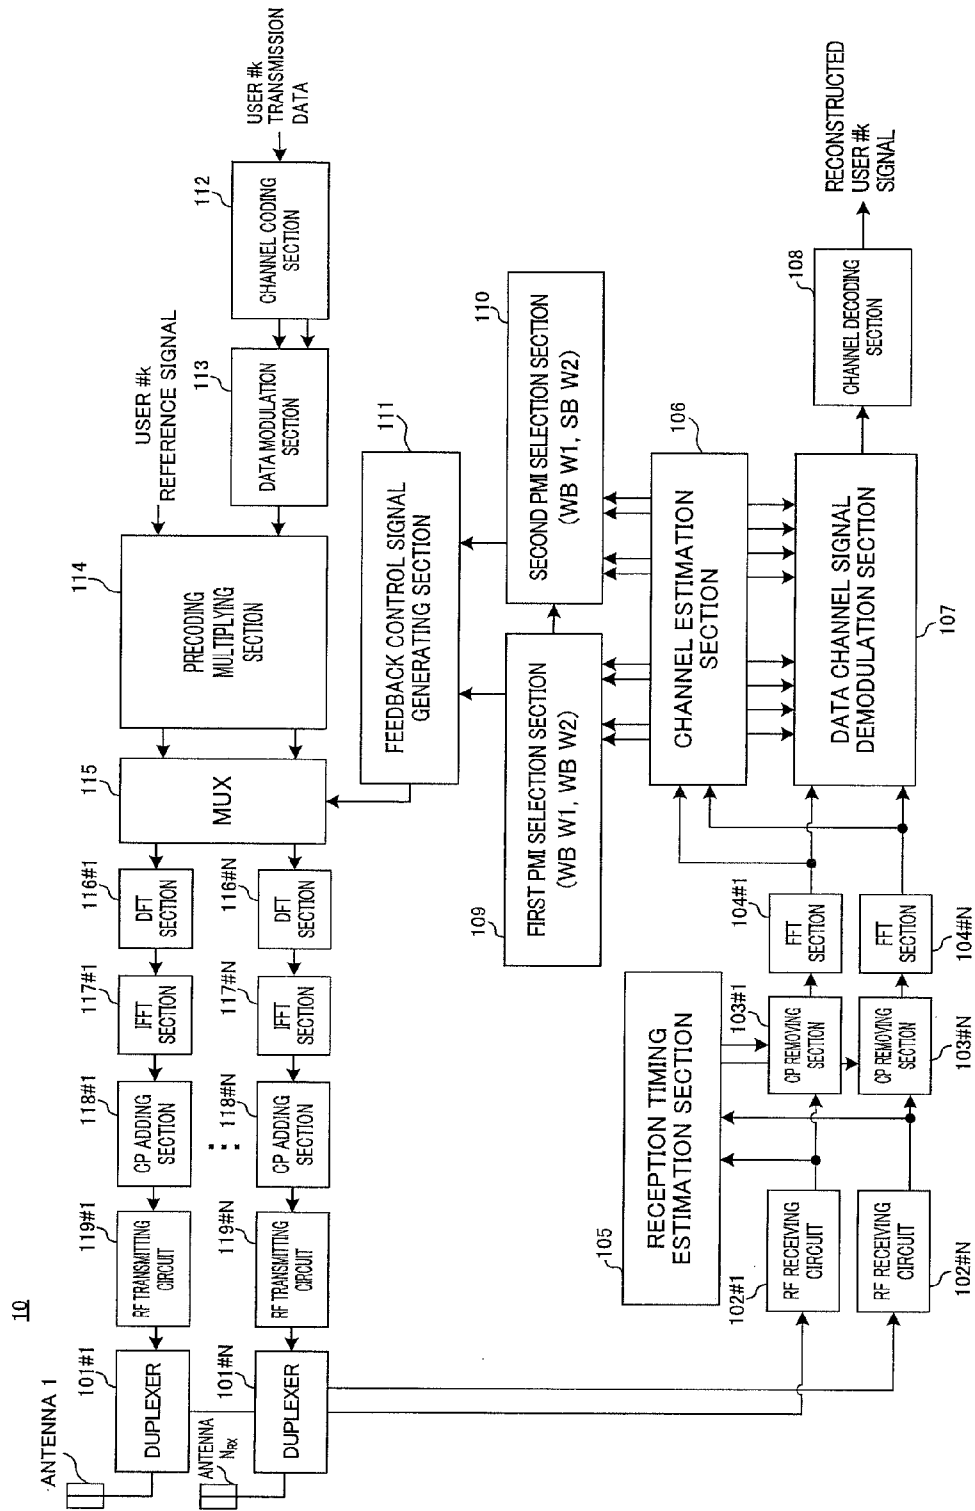 10
ANTENNA 1
101#1
DUPLEXER
119#1
RF TRANSMITTING
CIRCUIT
118#1
CP ADDING
SECTION
117#1
IFFT
SECTION
116#1
DFT
SECTION
115
MUX
114
PRECODING
MULTIPLYING
SECTION
USER #k
REFERENCE SIGNAL
113
DATA MODULATION
SECTION
112
CHANNEL CODING
SECTION
USER #k
TRANSMISSION
DATA
ANTENNA
NRX
101#N
DUPLEXER
119#N
RF TRANSMITTING
CIRCUIT
118#N
CP ADDING
SECTION
117#N
IFFT
SECTION
116#N
DFT
SECTION
111
FEEDBACK CONTROL SIGNAL
GENERATING SECTION
109
FIRST PMI SELECTION SECTION
(WB W1, WB W2)
110
SECOND PMI SELECTION SECTION
(WB W1, SB W2)
105
RECEPTION TIMING
ESTIMATION SECTION
106
CHANNEL ESTIMATION
SECTION
102#1
RF RECEIVING
CIRCUIT
103#1
CP REMOVING
SECTION
104#1
FFT
SECTION
102#N
RF RECEIVING
CIRCUIT
103#N
CP REMOVING
SECTION
104#N
FFT
SECTION
107
DATA CHANNEL SIGNAL
DEMODULATION SECTION
108
CHANNEL DECODING
SECTION
RECONSTRUCTED
USER #k
SIGNAL